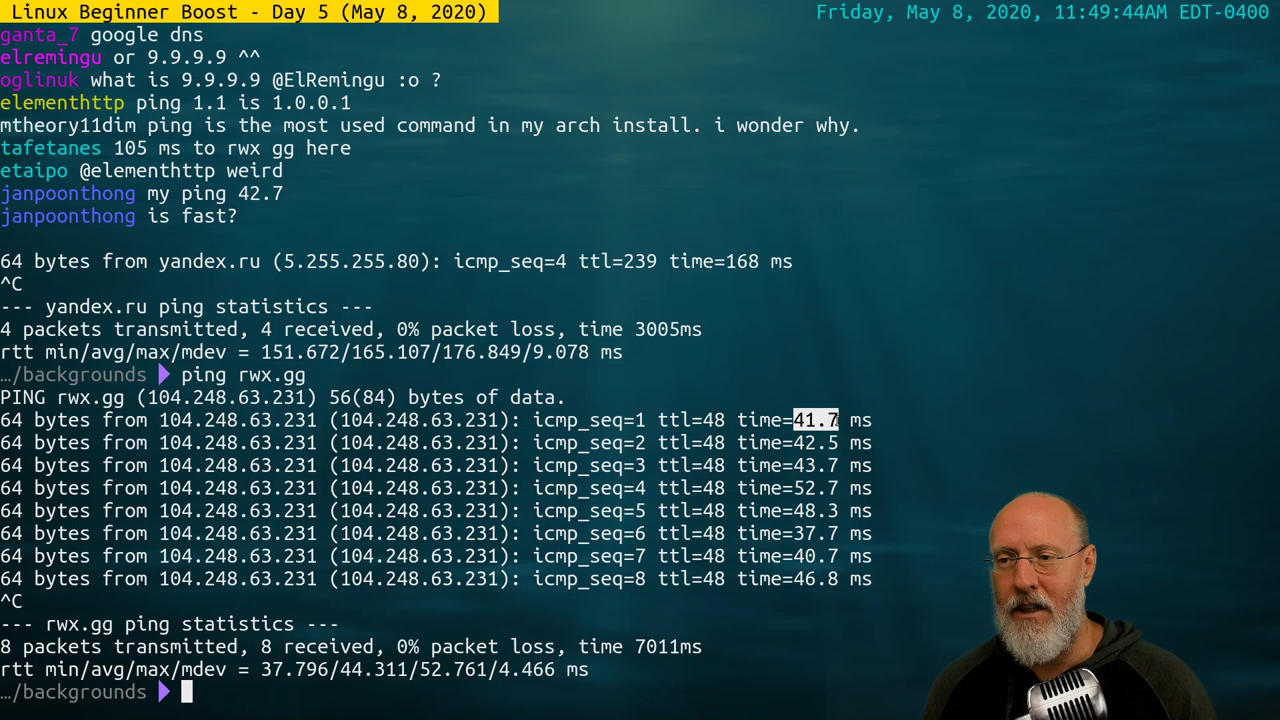 Linux Beginner Boost - Day 5 (May 8, 2020)
Friday, May 8, 2020, 11:49:44AM EDT-0400
ganta_7 google dns
elremingu or 9.9.9.9 ^^
oglinuk what is 9.9.9.9 @ElRemingu :o ?
elementhttp ping 1.1 is 1.0.0.1
mtheory11dim ping is the most used command in my arch install. i wonder why.
tafetanes 105 ms to rwx gg here
etaipo @elementhttp weird
janpoonthong my ping 42.7
janpoonthong is fast?
64 bytes from yandex.ru (5.255.255.80): icmp_seq=4 ttl=239 time=168 ms
^C
--- yandex.ru ping statistics ---
4 packets transmitted, 4 received, 0% packet loss, time 3005ms
rtt min/avg/max/mdev = 151.672/165.107/176.849/9.078 ms
…/backgrounds ping rwx.gg
PING rwx.gg (104.248.63.231) 56(84) bytes of data.
64 bytes from 104.248.63.231 (104.248.63.231): icmp_seq=1 ttl=48 time=41.7 ms
64 bytes from 104.248.63.231 (104.248.63.231): icmp_seq=2 ttl=48 time=42.5 ms
64 bytes from 104.248.63.231 (104.248.63.231): icmp_seq=3 ttl=48 time=43.7 ms
64 bytes from 104.248.63.231 (104.248.63.231): icmp_seq=4 ttl=48 time=52.7 ms
64 bytes from 104.248.63.231 (104.248.63.231): icmp_seq=5 ttl=48 time=48.3 ms
64 bytes from 104.248.63.231 (104.248.63.231): icmp_seq=6 ttl=48 time=37.7 ms
64 bytes from 104.248.63.231 (104.248.63.231): icmp_seq=7 ttl=48 time=40.7 ms
64 bytes from 104.248.63.231 (104.248.63.231): icmp_seq=8 ttl=48 time=46.8 ms
^C
--- rwx.gg ping statistics ---
8 packets transmitted, 8 received, 0% packet loss, time 7011ms
rtt min/avg/max/mdev = 37.796/44.311/52.761/4.466 ms
…/backgrounds